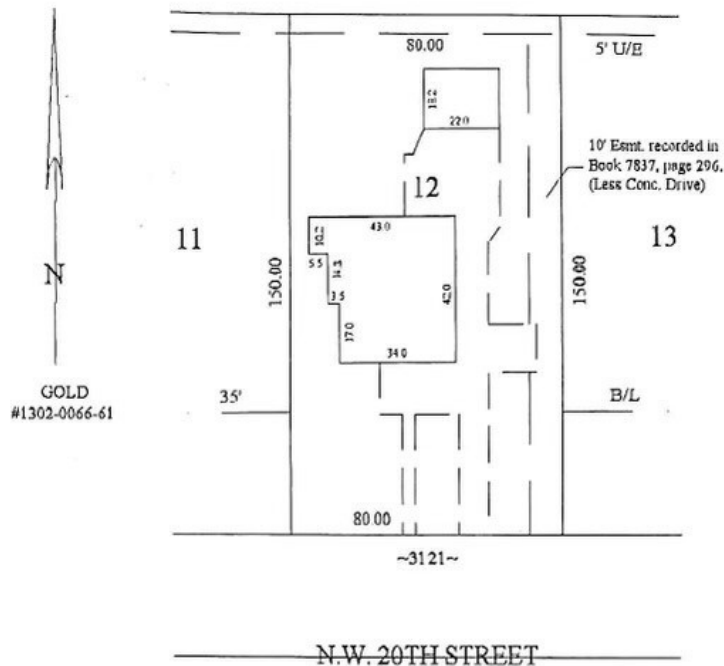 80.00
5' U/E
18.2
22.0
10' Esmt. recorded in
Book 7837, page 296,
(Less Conc. Drive)
12
11
13
43.0
10.2
5.5
14.8
3.5
42.0
17.0
34.0
150.00
150.00
N
GOLD
#1302-0066-61
35'
B/L
80.00
~3121~
N.W. 20TH STREET